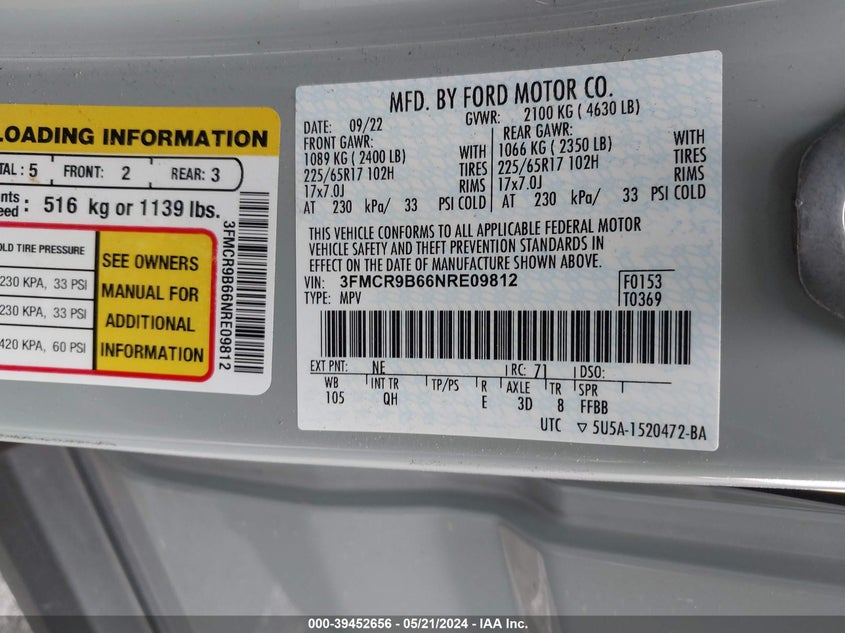 LOADING INFORMATION
TAL : 5 FRONT: 2 REAR: 3
516 kg or 1139 lbs.
OLD TIRE PRESSURE
230 KPA, 33 PSI
230 KPA, 33 PSI
420 KPA, 60 PSI
SEE OWNERS
MANUAL FOR
ADDITIONAL
INFORMATION
3FMCR9B66NRE09812
MFD. BY FORD MOTOR CO.
DATE: 09/22 GVWR: 2100 KG ( 4630 LB)
FRONT GAWR: REAR GAWR:
1089 KG ( 2400 LB) WITH 1066 KG ( 2350 LB) WITH
225/65R17 102H TIRES 225/65R17 102H TIRES
17x7.0J RIMS 17x7.0J RIMS
AT 230 kPa/ 33 PSI COLD AT 230 kPa/ 33 PSI COLD
THIS VEHICLE CONFORMS TO ALL APPLICABLE FEDERAL MOTOR
VEHICLE SAFETY AND THEFT PREVENTION STANDARDS IN
EFFECT ON THE DATE OF MANUFACTURE SHOWN ABOVE.
VIN: 3FMCR9B66NRE09812 F0153
TYPE: MPV T0369
EXT PNT: NE RC: 71 DSO:
WB INT TR TP/PS R AXLE TR SPR
105 QH E 3D 8 FFBB
UTC ▽ 5U5A-1520472-BA
000-39452656 - 05/21/2024 - IAA Inc.